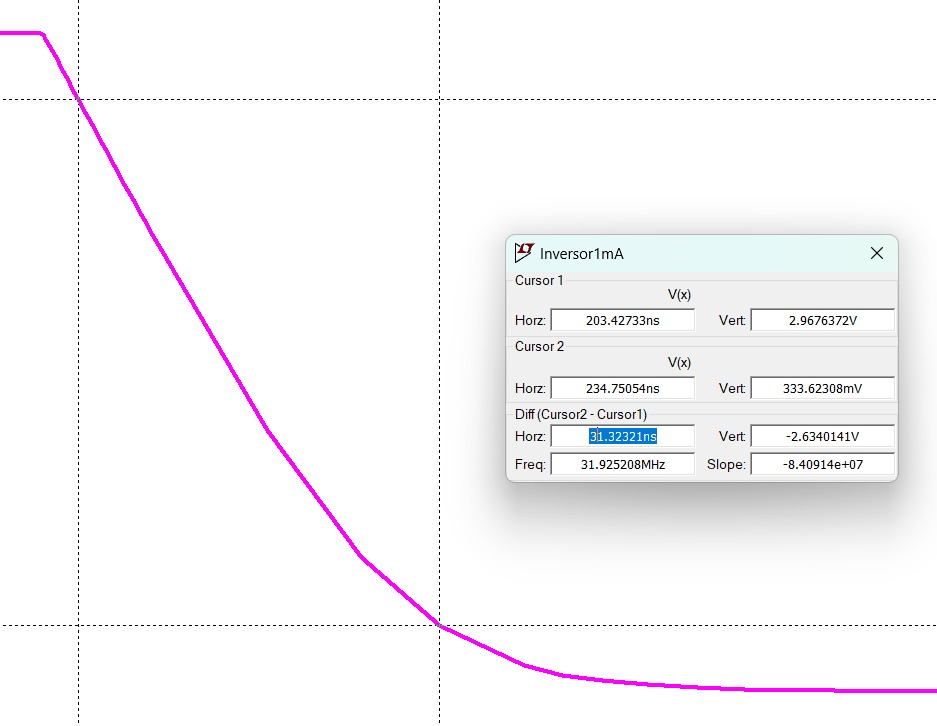 Inversor1mA
Cursor 1
V(x)
Horz: 203.42733ns Vert: 2.9676372V
Cursor 2
V(x)
Horz: 234.75054ns Vert: 333.62308mV
Diff (Cursor2 - Cursor1)
Horz: 31.32321ns Vert: -2.6340141V
Freq: 31.925208MHz Slope: -8.40914e+07